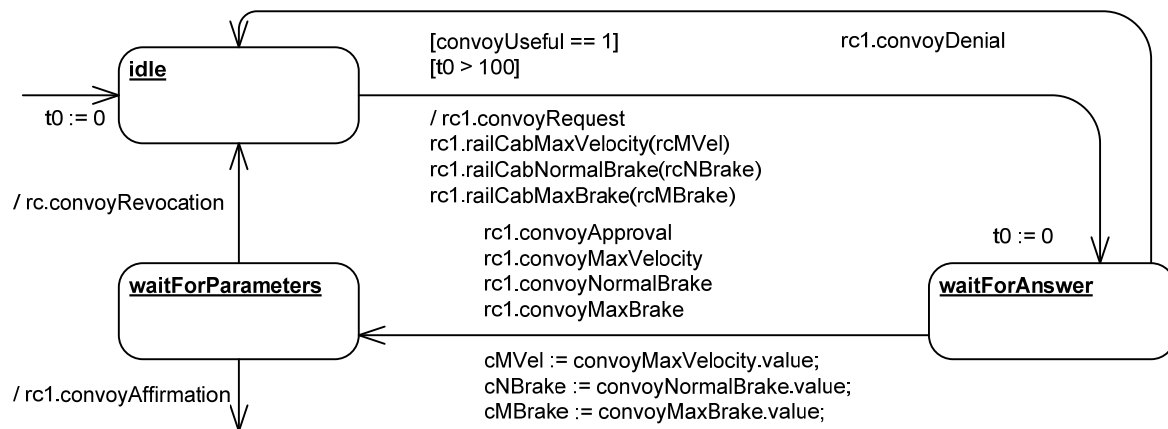 [convoyUseful == 1]
rc1.convoyDenial
idle
[t0 > 100]
t0 := 0
/ rc1.convoyRequest
rc1.railCabMaxVelocity(rcMVel)
rc1.railCabNormalBrake(rcNBrake)
rc1.railCabMaxBrake(rcMBrake)
/ rc.convoyRevocation
rc1.convoyApproval
t0 := 0
rc1.convoyMaxVelocity
waitForParameters
rc1.convoyNormalBrake
waitForAnswer
rc1.convoyMaxBrake
cMVel := convoyMaxVelocity.value;
/ rc1.convoyAffirmation
cNBrake := convoyNormalBrake.value;
cMBrake := convoyMaxBrake.value;